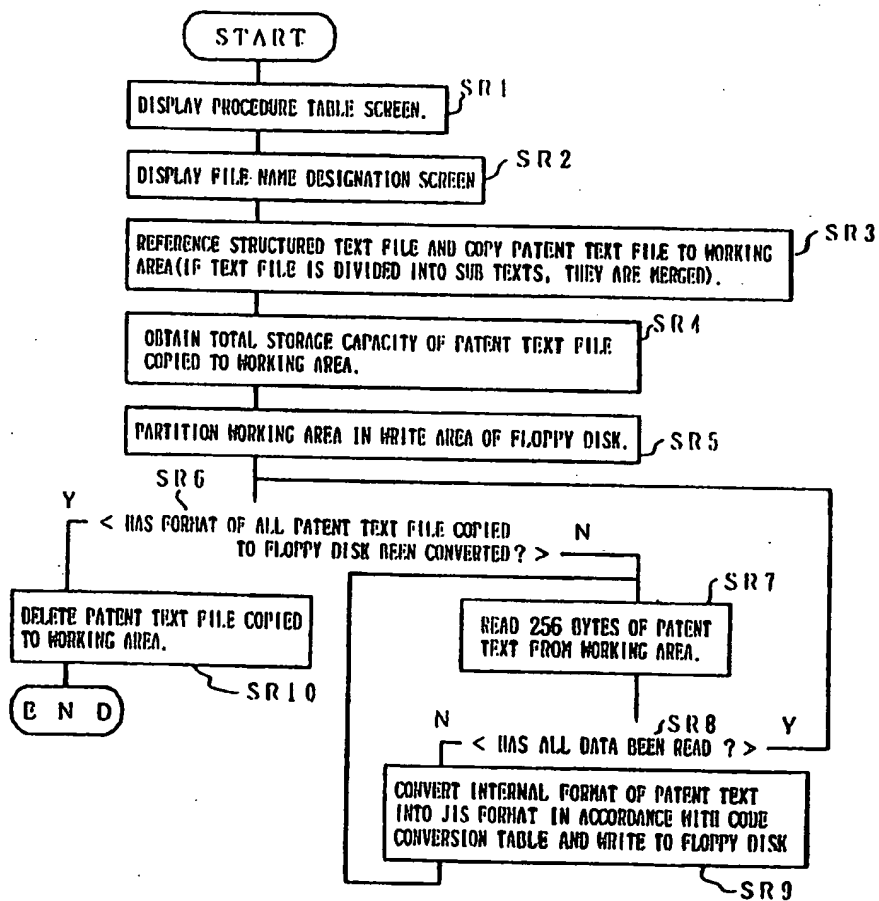 START
SR1
DISPLAY PROCEDURE TABLE SCREEN.
SR2
DISPLAY FILE NAME DESIGNATION SCREEN
SR3
REFERENCE STRUCTURED TEXT FILE AND COPY PATENT TEXT FILE TO WORKING
AREA(IF TEXT FILE IS DIVIDED INTO SUB TEXTS, THEY ARE MERGED).
SR4
OBTAIN TOTAL STORAGE CAPACITY OF PATENT TEXT FILE
COPIED TO WORKING AREA.
PARTITION WORKING AREA IN WRITE AREA OF FLOPPY DISK.
SR5
SR6
Y
< HAS FORMAT OF ALL PATENT TEXT FILE COPIED
TO FLOPPY DISK BEEN CONVERTED? >
N
SR7
DELETE PATENT TEXT FILE COPIED
TO WORKING AREA.
READ 256 BYTES OF PATENT
TEXT FROM WORKING AREA.
SR10
END
N
SR8
Y
< HAS ALL DATA BEEN READ ? >
CONVERT INTERNAL FORMAT OF PATENT TEXT
INTO JIS FORMAT IN ACCORDANCE WITH CODE
CONVERSION TABLE AND WRITE TO FLOPPY DISK
SR9